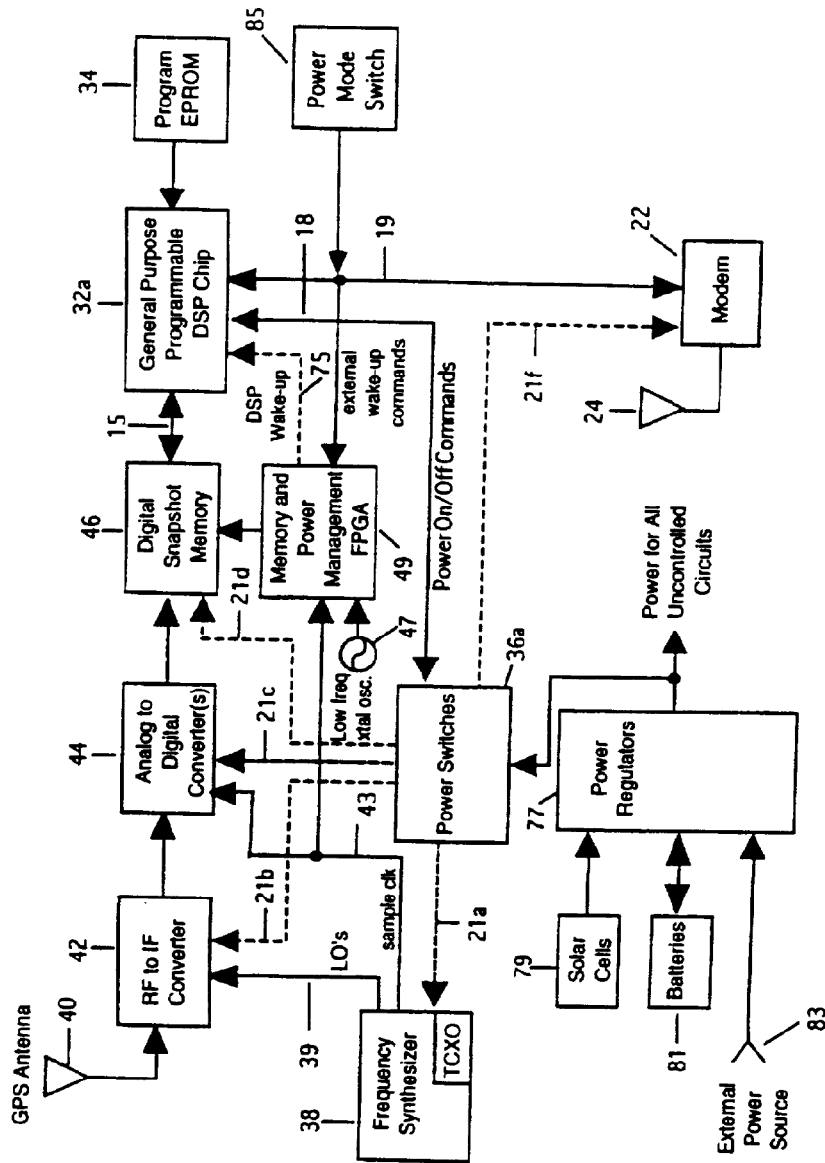 GPS Antenna
40
42
RF to IF
Converter
44
Analog to
Digital
Converter(s)
46
Digital
Snapshot
Memory
15
32a
General Purpose
Programmable
DSP Chip
34
Program
EPROM
85
Power
Mode
Switch
21b
21c
21d
LO's
39
sample clk
43
38
Frequency
Synthesizer
TCXO
Low freq
xtal osc.
47
Memory and
Power
Management
FPGA
49
DSP
Wake-up
75
external
wake-up
commands
18
19
Power On/Off Commands
36a
Power Switches
21a
21f
22
Modem
24
Power for All
Uncontrolled
Circuits
77
Power
Regutators
79
Solar
Cells
81
Batteries
83
External
Power
Source